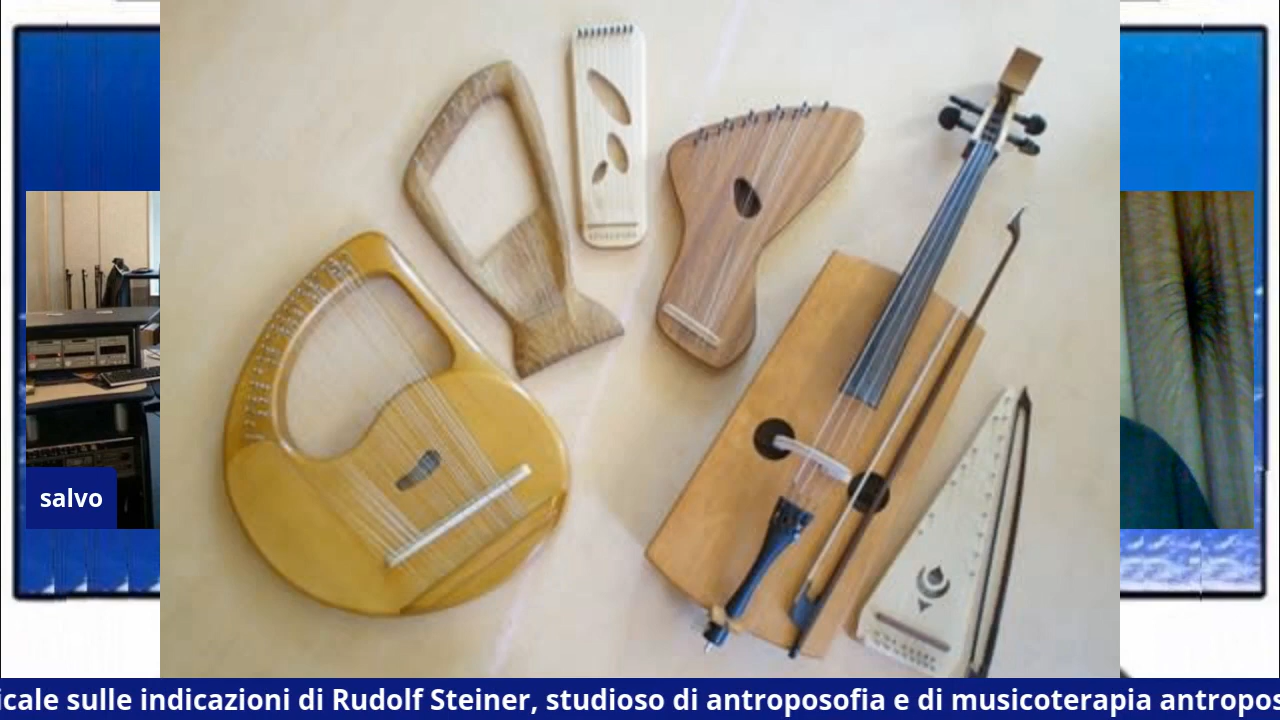 salvo
icale sulle indicazioni di Rudolf Steiner, studioso di antroposofia e di musicoterapia antropos